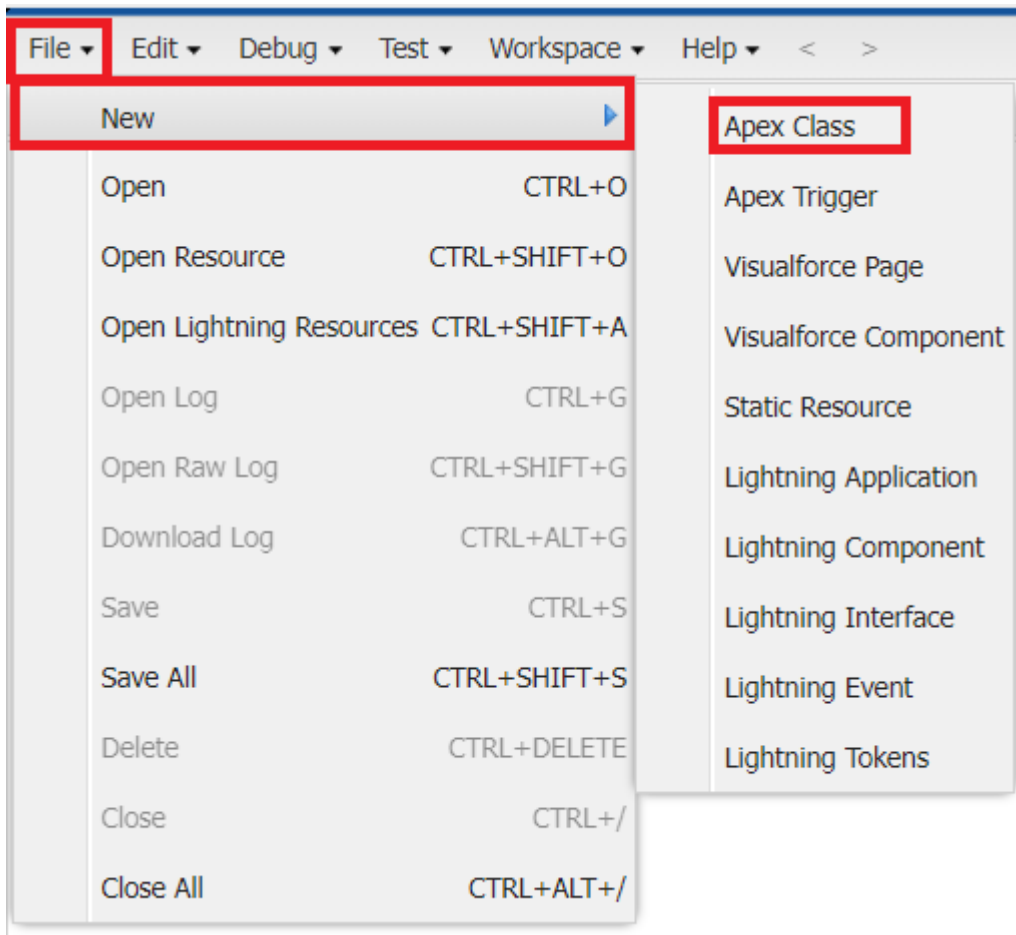 File Edit Debug Test Workspace Help < >
New
Open CTRL+O
Open Resource CTRL+SHIFT+O
Open Lightning Resources CTRL+SHIFT+A
Open Log CTRL+G
Open Raw Log CTRL+SHIFT+G
Download Log CTRL+ALT+G
Save CTRL+S
Save All CTRL+SHIFT+S
Delete CTRL+DELETE
Close CTRL+/
Close All CTRL+ALT+/
Apex Class
Apex Trigger
Visualforce Page
Visualforce Component
Static Resource
Lightning Application
Lightning Component
Lightning Interface
Lightning Event
Lightning Tokens